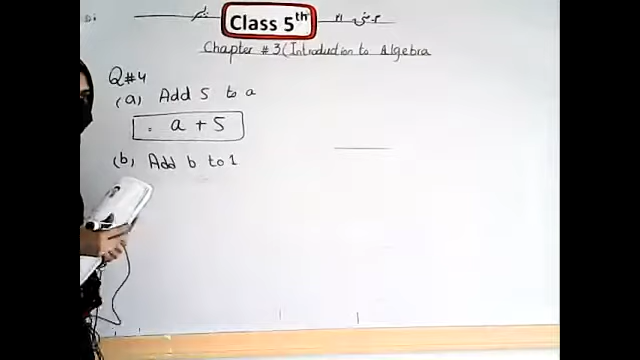 Class 5th
Chapter # 3 (Introduction to Algebra
Q#4
(a) Add 5 to a
a + 5
(b) Add b to 1